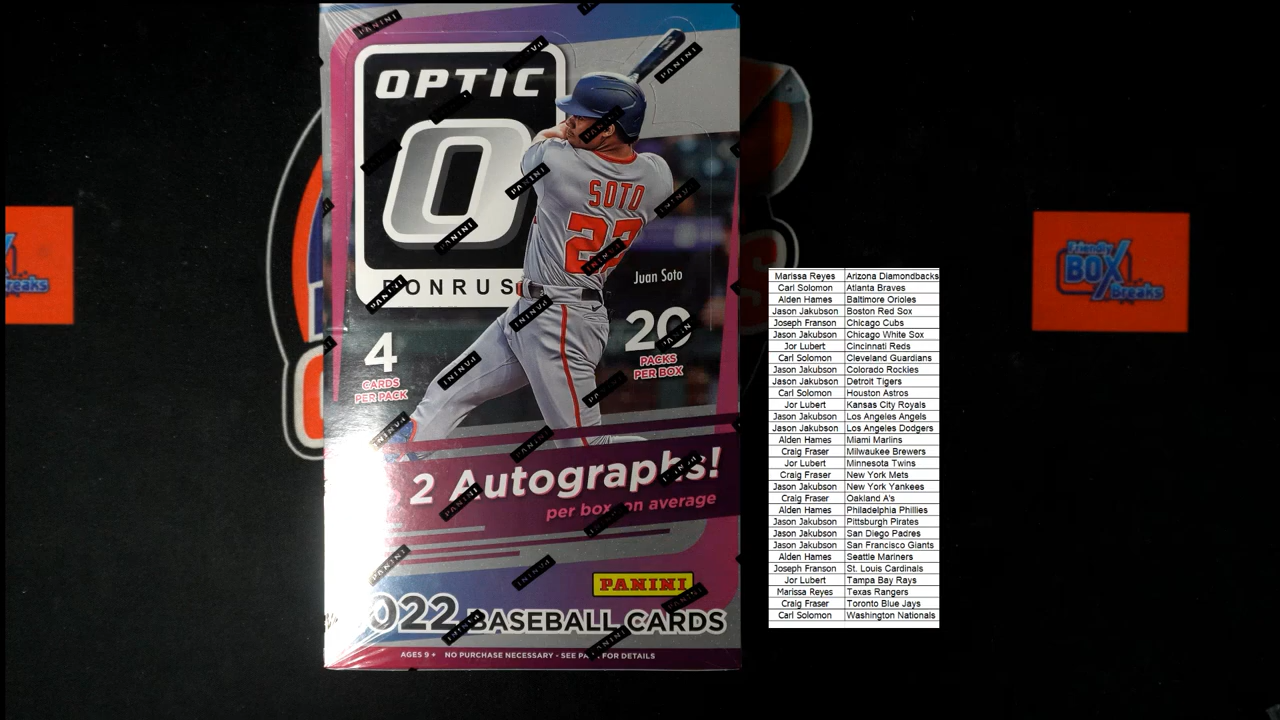 OPTIC
DONRUSS
SOTO
22
Juan Soto
4
CARDS
PER PACK
20
PACKS
PER BOX
2 Autographs!
per box, on average
PANINI
2022 BASEBALL CARDS
AGES 9+ NO PURCHASE NECESSARY - SEE PACK FOR DETAILS
PANINI
Friendly
BOX
Breaks
reaks
Marissa Reyes Arizona Diamondbacks
Carl Solomon Atlanta Braves
Alden Hames Baltimore Orioles
Jason Jakubson Boston Red Sox
Joseph Franson Chicago Cubs
Jason Jakubson Chicago White Sox
Jor Lubert Cincinnati Reds
Carl Solomon Cleveland Guardians
Jason Jakubson Colorado Rockies
Jason Jakubson Detroit Tigers
Carl Solomon Houston Astros
Jor Lubert Kansas City Royals
Jason Jakubson Los Angeles Angels
Jason Jakubson Los Angeles Dodgers
Alden Hames Miami Marlins
Craig Fraser Milwaukee Brewers
Jor Lubert Minnesota Twins
Craig Fraser New York Mets
Jason Jakubson New York Yankees
Craig Fraser Oakland A's
Alden Hames Philadelphia Phillies
Jason Jakubson Pittsburgh Pirates
Jason Jakubson San Diego Padres
Jason Jakubson San Francisco Giants
Alden Hames Seattle Mariners
Joseph Franson St. Louis Cardinals
Jor Lubert Tampa Bay Rays
Marissa Reyes Texas Rangers
Craig Fraser Toronto Blue Jays
Carl Solomon Washington Nationals